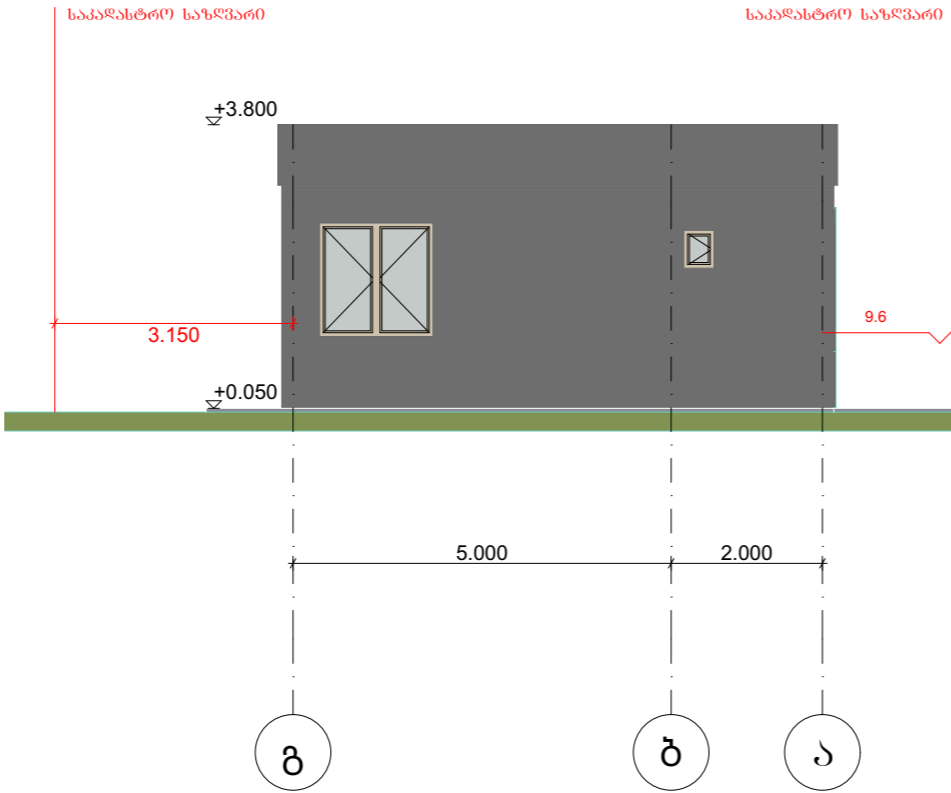 საკადასტრო საზღვარი
საკადასტრო საზღვარი
+3.800
3.150
9.6
+0.050
5.000
2.000
გ
ბ
ა